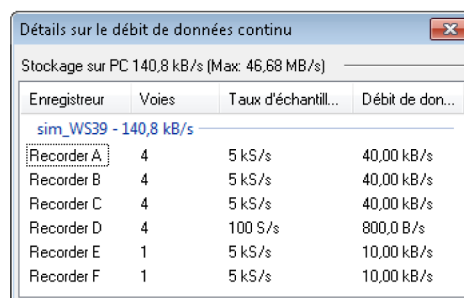 Détails sur le débit de données continu
Stockage sur PC 140,8 kB/s (Max: 46,68 MB/s)
Enregistreur Voies Taux d'échantill... Débit de don...
sim_WS39 - 140,8 kB/s
Recorder A 4 5 kS/s 40,00 kB/s
Recorder B 4 5 kS/s 40,00 kB/s
Recorder C 4 5 kS/s 40,00 kB/s
Recorder D 4 100 S/s 800,0 B/s
Recorder E 1 5 kS/s 10,00 kB/s
Recorder F 1 5 kS/s 10,00 kB/s